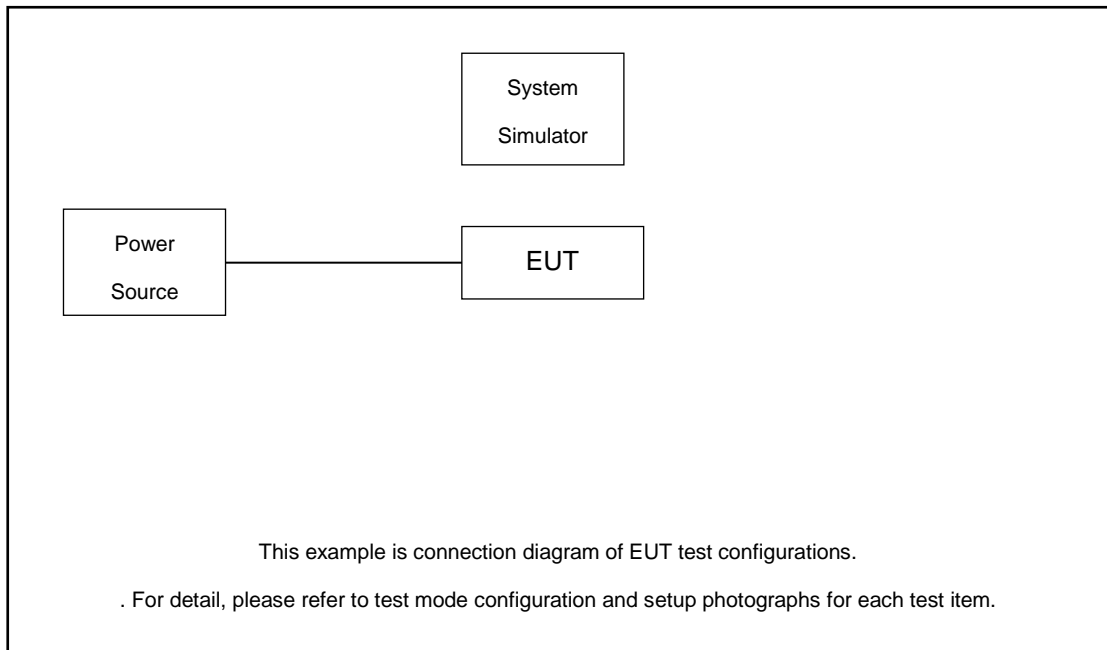 System
Simulator
Power
Source
EUT
This example is connection diagram of EUT test configurations.
. For detail, please refer to test mode configuration and setup photographs for each test item.